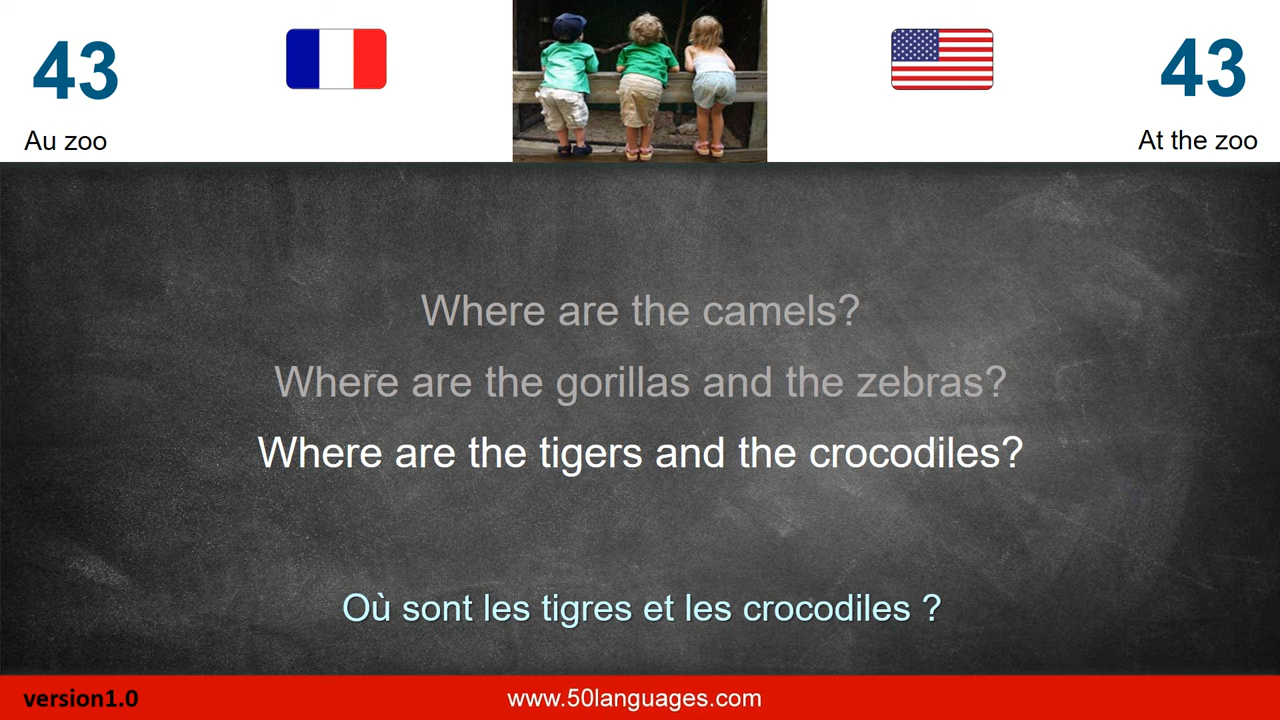 43
43
Au zoo
At the zoo
Where are the camels?
Where are the gorillas and the zebras?
Where are the tigers and the crocodiles?
Où sont les tigres et les crocodiles ?
version1.0
www.50languages.com